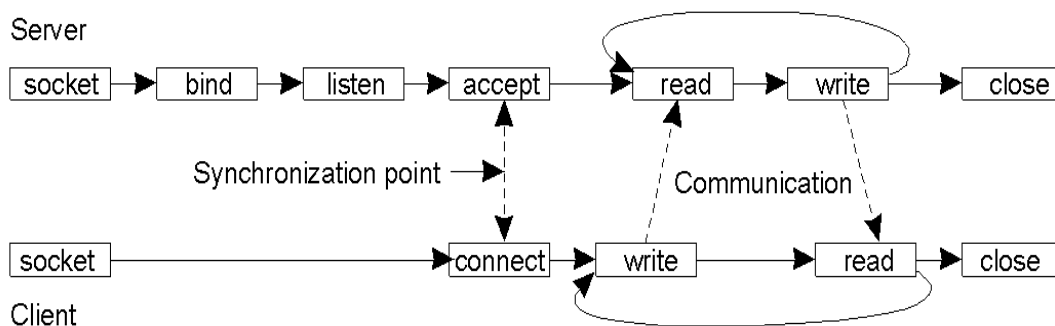 Server
socket bind listen accept read write close
Synchronization point
Communication
socket connect write read close
Client